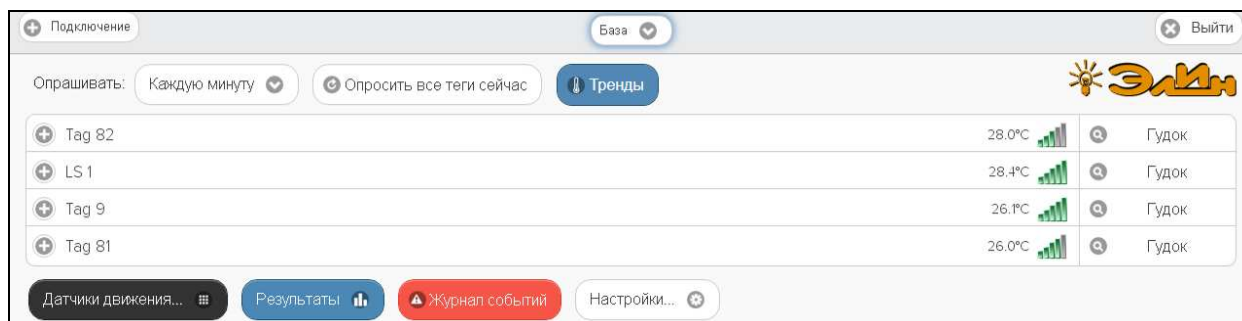 Подключение База Выйти
Опрашивать: Каждую минуту Опросить все теги сейчас Тренды ЭлИн
Tag 82 28.0°C Гудок
LS 1 28.4°C Гудок
Tag 9 26.1°C Гудок
Tag 81 26.0°C Гудок
Датчики движения... Результаты Журнал событий Настройки...